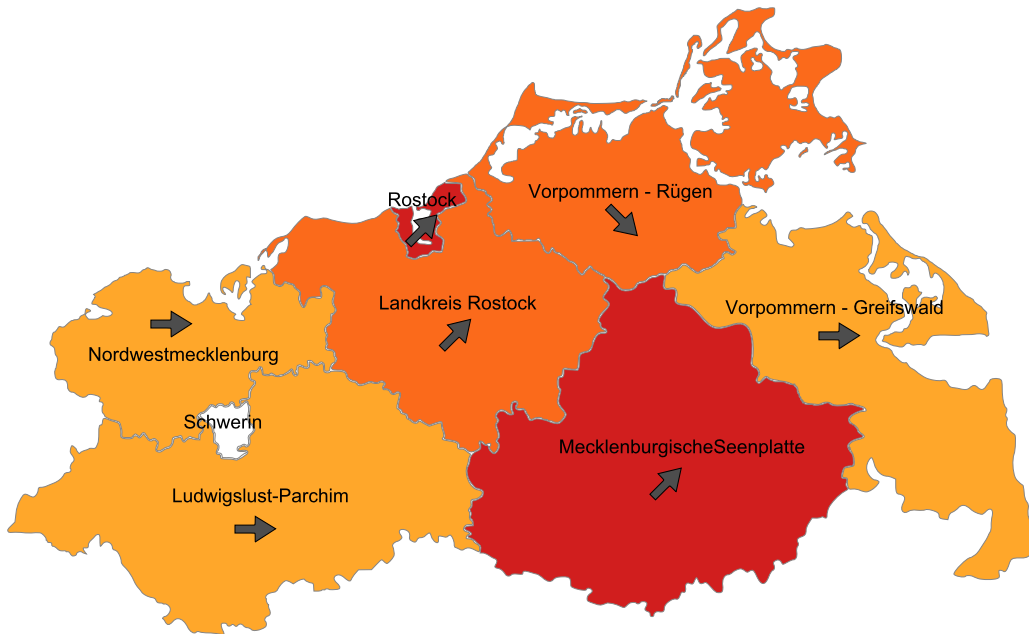 Vorpommern - Rügen
Rostock
Landkreis Rostock
Vorpommern - Greifswald
Nordwestmecklenburg
Schwerin
MecklenburgischeSeenplatte
Ludwigslust-Parchim